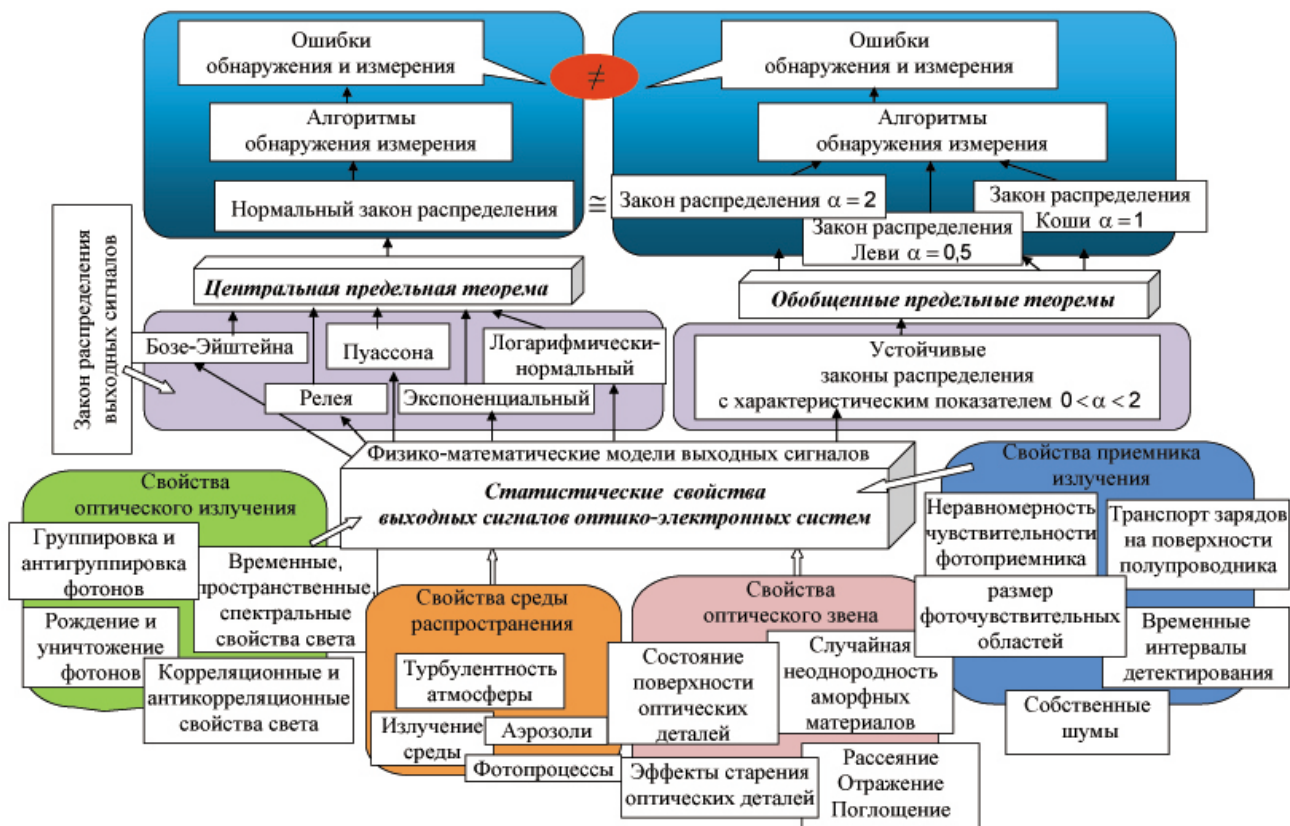 Ошибки
обнаружения и измерения
≠
Ошибки
обнаружения и измерения
Алгоритмы
обнаружения измерения
Алгоритмы
обнаружения измерения
Нормальный закон распределения
≅
Закон распределения α = 2
Закон распределения
Леви α = 0,5
Закон распределения
Коши α = 1
Закон распределения
выходных сигналов
Центральная предельная теорема
Обобщенные предельные теоремы
Бозе-Эйштейна
Пуассона
Логарифмически-
нормальный
Релея
Экспоненциальный
Устойчивые
законы распределения
с характеристическим показателем 0 < α < 2
Физико-математические модели выходных сигналов
Статистические свойства
выходных сигналов оптико-электронных систем
Свойства
оптического излучения
Группировка и
антигруппировка
фотонов
Временные,
пространственные,
спектральные
свойства света
Рождение и
уничтожение
фотонов
Корреляционные и
антикорреляционные
свойства света
Свойства среды
распространения
Турбулентность
атмосферы
Излучение
среды
Аэрозоли
Фотопроцессы
Свойства
оптического звена
Состояние
поверхности
оптических
деталей
Случайная
неоднородность
аморфных
материалов
Эффекты старения
оптических деталей
Рассеяние
Отражение
Поглощение
Свойства приемника
излучения
Неравномерность
чувствительности
фотоприемника
Транспорт зарядов
на поверхности
полупроводника
размер
фоточувствительных
областей
Временные
интервалы
детектирования
Собственные
шумы